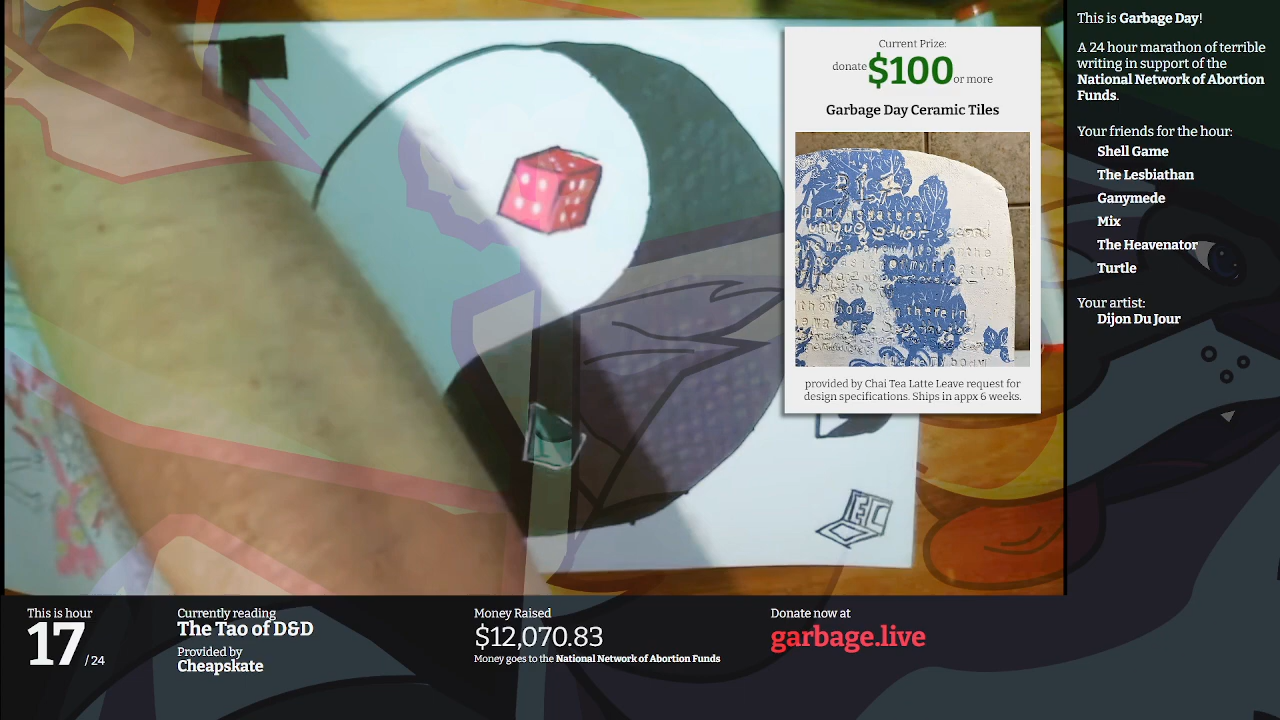 This is Garbage Day!
A 24 hour marathon of terrible
writing in support of the
National Network of Abortion
Funds.
Your friends for the hour:
Shell Game
The Lesbiathan
Ganymede
Mix
The Heavenator
Turtle
Your artist:
Dijon Du Jour
Current Prize:
donate $100 or more
Garbage Day Ceramic Tiles
provided by Chai Tea Latte Leave request for
design specifications. Ships in appx 6 weeks.
This is hour
17 / 24
Currently reading
The Tao of D&D
Provided by
Cheapskate
Money Raised
$12,070.83
Money goes to the National Network of Abortion Funds
Donate now at
garbage.live